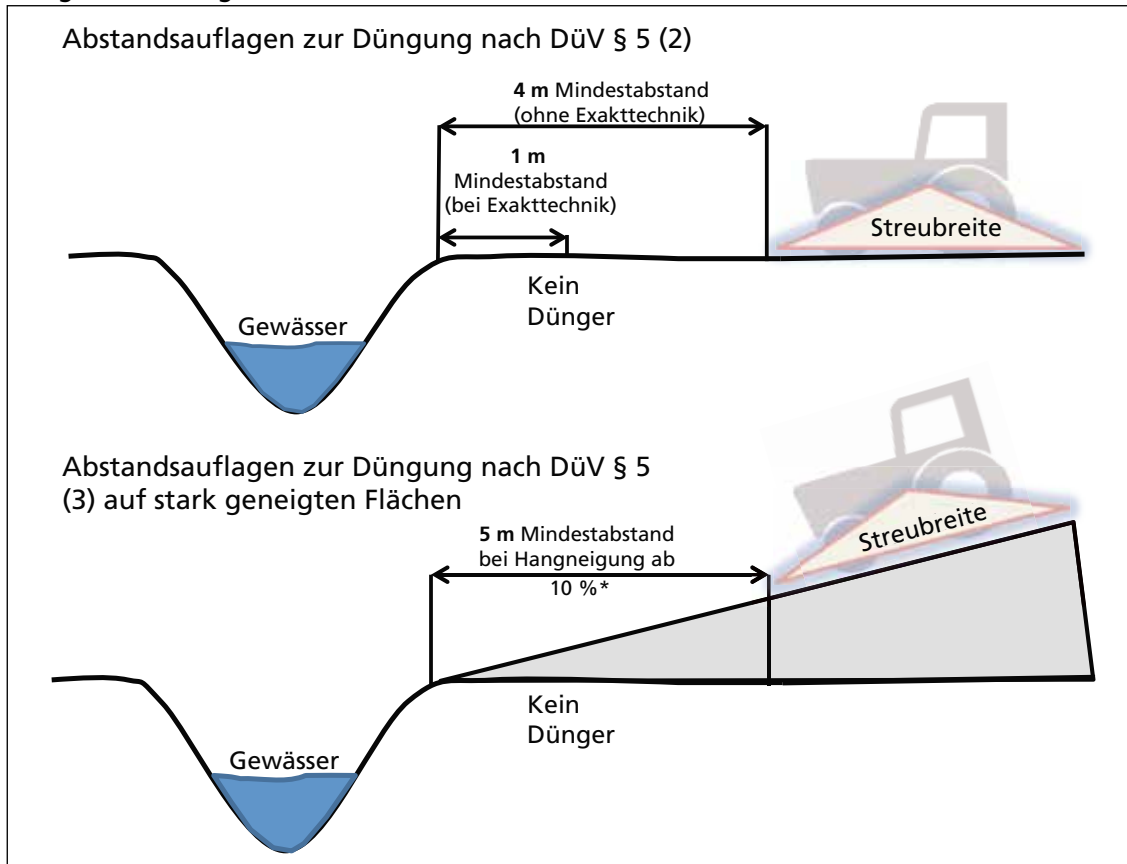 Abstandsauflagen zur Düngung nach DüV § 5 (2)
4 m Mindestabstand
(ohne Exakttechnik)
1 m
Mindestabstand
(bei Exakttechnik)
Streubreite
Kein
Dünger
Gewässer
Abstandsauflagen zur Düngung nach DüV § 5
(3) auf stark geneigten Flächen
5 m Mindestabstand
bei Hangneigung ab
10 %*
Streubreite
Kein
Dünger
Gewässer